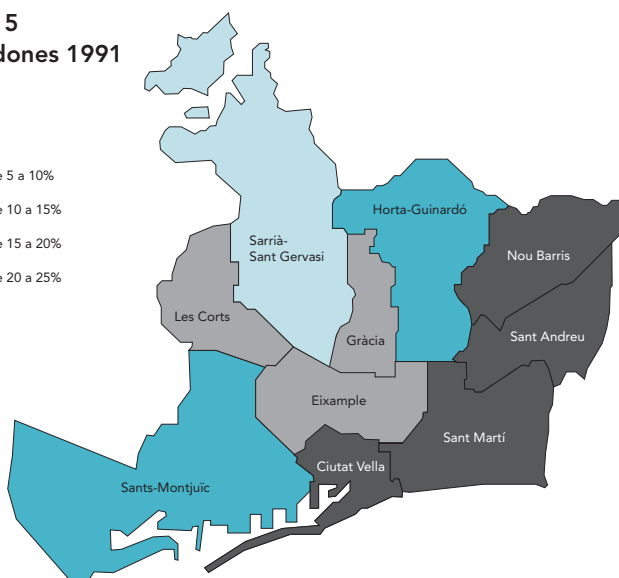 5
dones 1991
5 a 10%
10 a 15%
15 a 20%
20 a 25%
Horta-Guinardó
Sarrià-
Sant Gervasi
Nou Barris
Les Corts
Gràcia
Sant Andreu
Eixample
Sant Martí
Ciutat Vella
Sants-Montjuïc